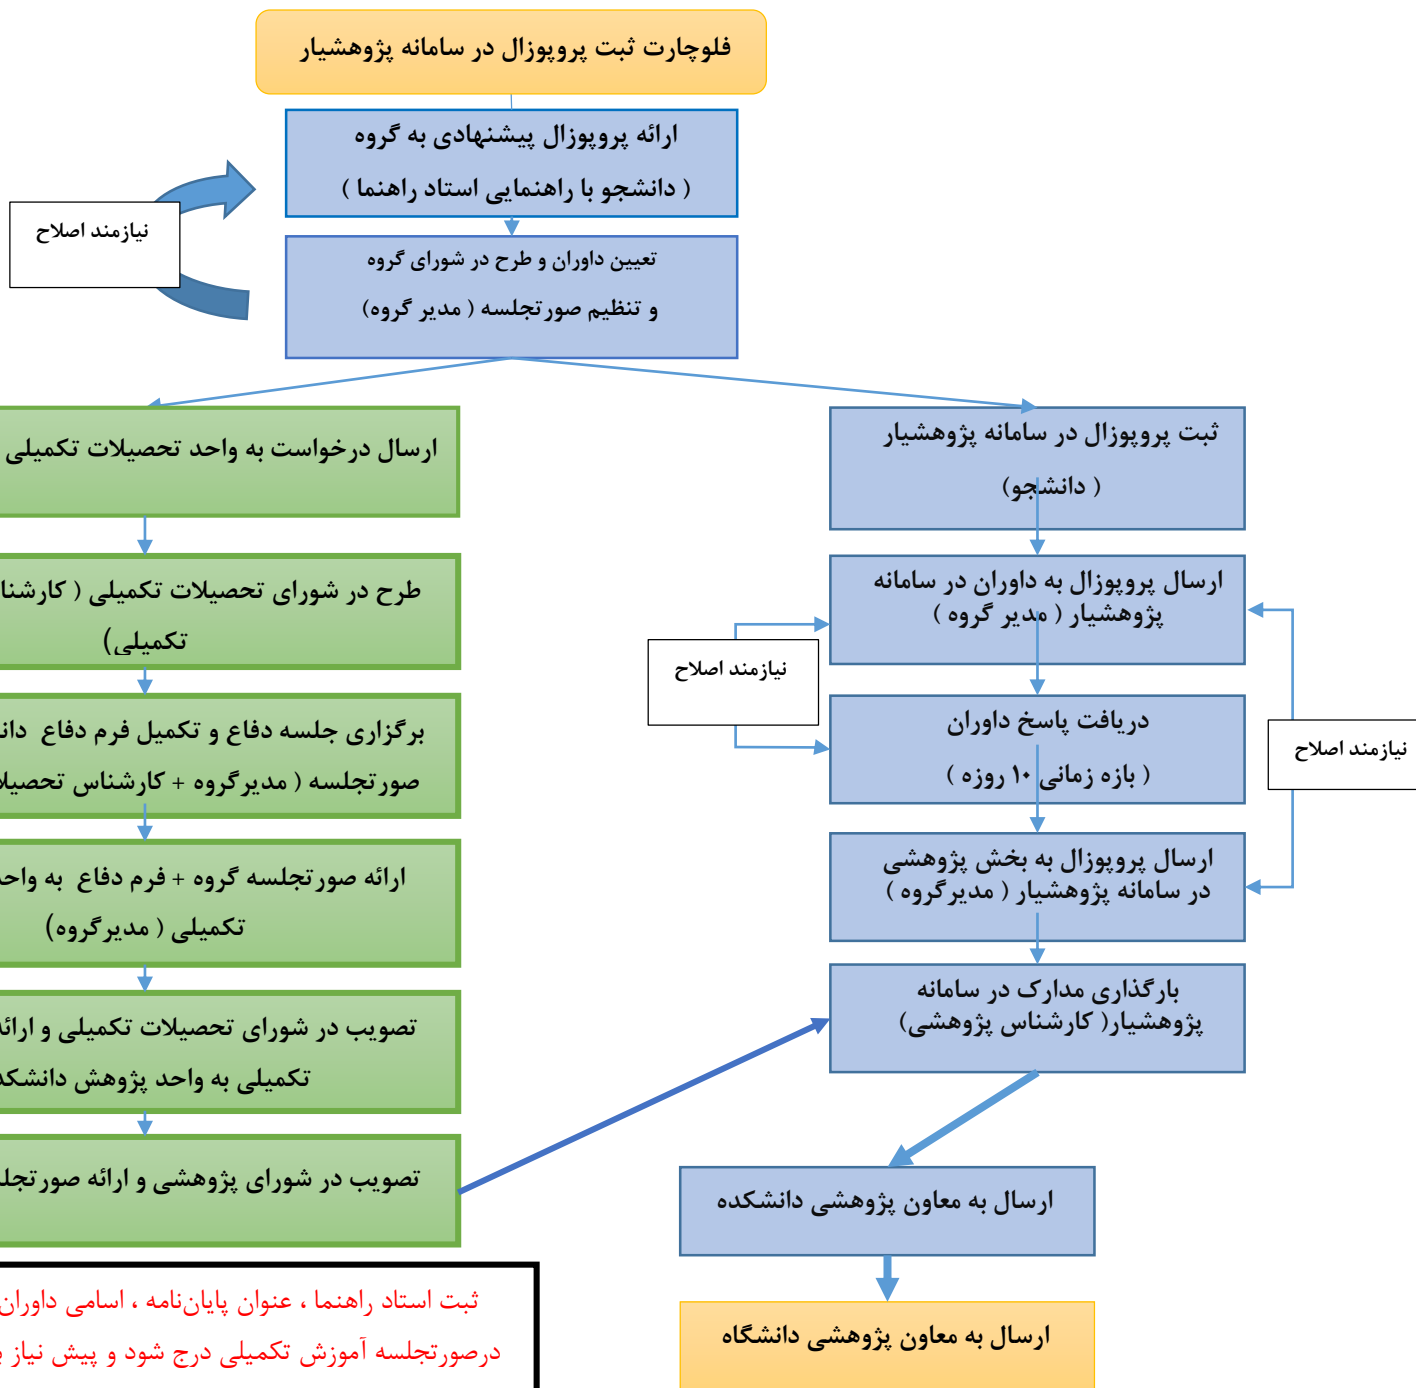 فلوچارت ثبت پروپوزال در سامانه پژوهشیار
ارائه پروپوزال پیشنهادی به گروه
( دانشجو با راهنمایی استاد راهنما )
نیازمند اصلاح
تعیین داوران و طرح در شورای گروه
و تنظیم صورتجلسه ( مدیر گروه)
ثبت پروپوزال در سامانه پژوهشیار
( دانشجو)
ارسال پروپوزال به داوران در سامانه
پژوهشیار ( مدیر گروه )
نیازمند اصلاح
دریافت پاسخ داوران
( بازه زمانی ۱۰ روزه )
نیازمند اصلاح
ارسال پروپوزال به بخش پژوهشی
در سامانه پژوهشیار ( مدیرگروه )
بارگذاری مدارک در سامانه
پژوهشیار( کارشناس پژوهشی)
ارسال به معاون پژوهشی دانشکده
ارسال به معاون پژوهشی دانشگاه
ارسال درخواست به واحد تحصیلات تکمیلی
طرح در شورای تحصیلات تکمیلی (
تکمیلی)
برگزاری جلسه دفاع و تکمیل فرم دفاع
صورتجلسه ( مدیرگروه + کارشناس
ارائه صورتجلسه گروه + فرم دفاع به
تکمیلی ( مدیرگروه)
تصویب در شورای تحصیلات تکمیلی و
تکمیلی به واحد پژوهش
تصویب در شورای پژوهشی و ارائه
ثبت استاد راهنما ، عنوان پایان‌نامه ، اسامی داوران
درصورتجلسه آموزش تکمیلی درج شود و پیش نیاز